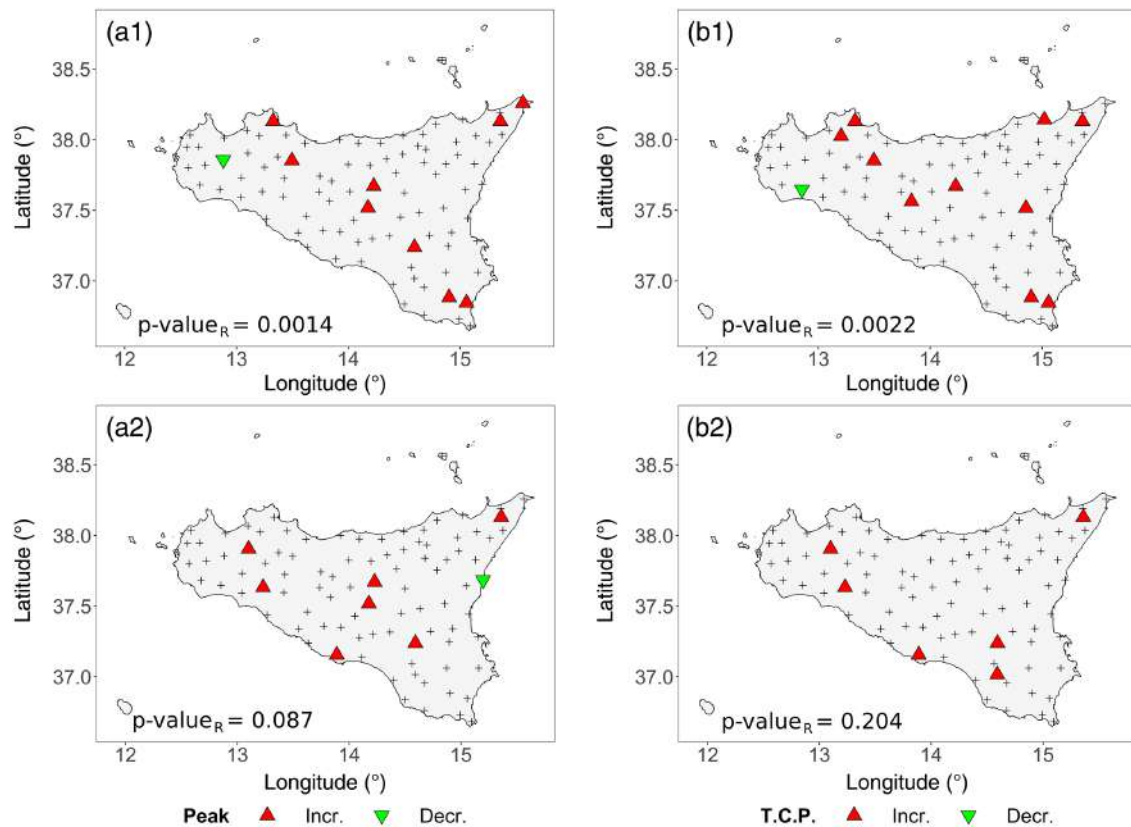 (a1)
38.5
38.0
37.5
37.0
Latitude (°)
p-valueR = 0.0014
12 13 14 15
Longitude (°)
(b1)
38.5
38.0
37.5
37.0
Latitude (°)
p-valueR = 0.0022
12 13 14 15
Longitude (°)
(a2)
38.5
38.0
37.5
37.0
Latitude (°)
p-valueR = 0.087
12 13 14 15
Longitude (°)
Peak Incr. Decr.
(b2)
38.5
38.0
37.5
37.0
Latitude (°)
p-valueR = 0.204
12 13 14 15
Longitude (°)
T.C.P. Incr. Decr.